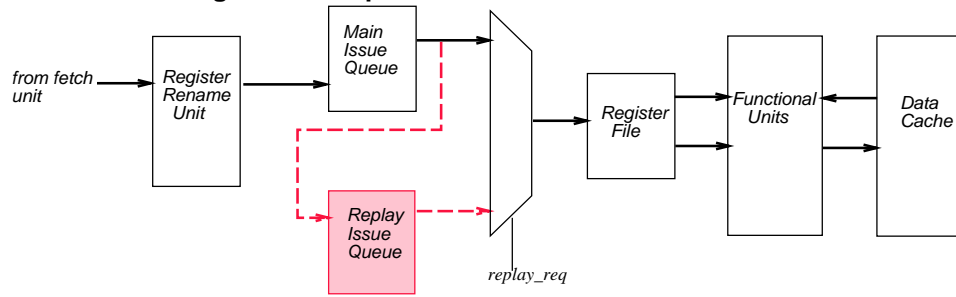 from fetch
unit
Register
Rename
Unit
Main
Issue
Queue
Replay
Issue
Queue
replay_req
Register
File
Functional
Units
Data
Cache